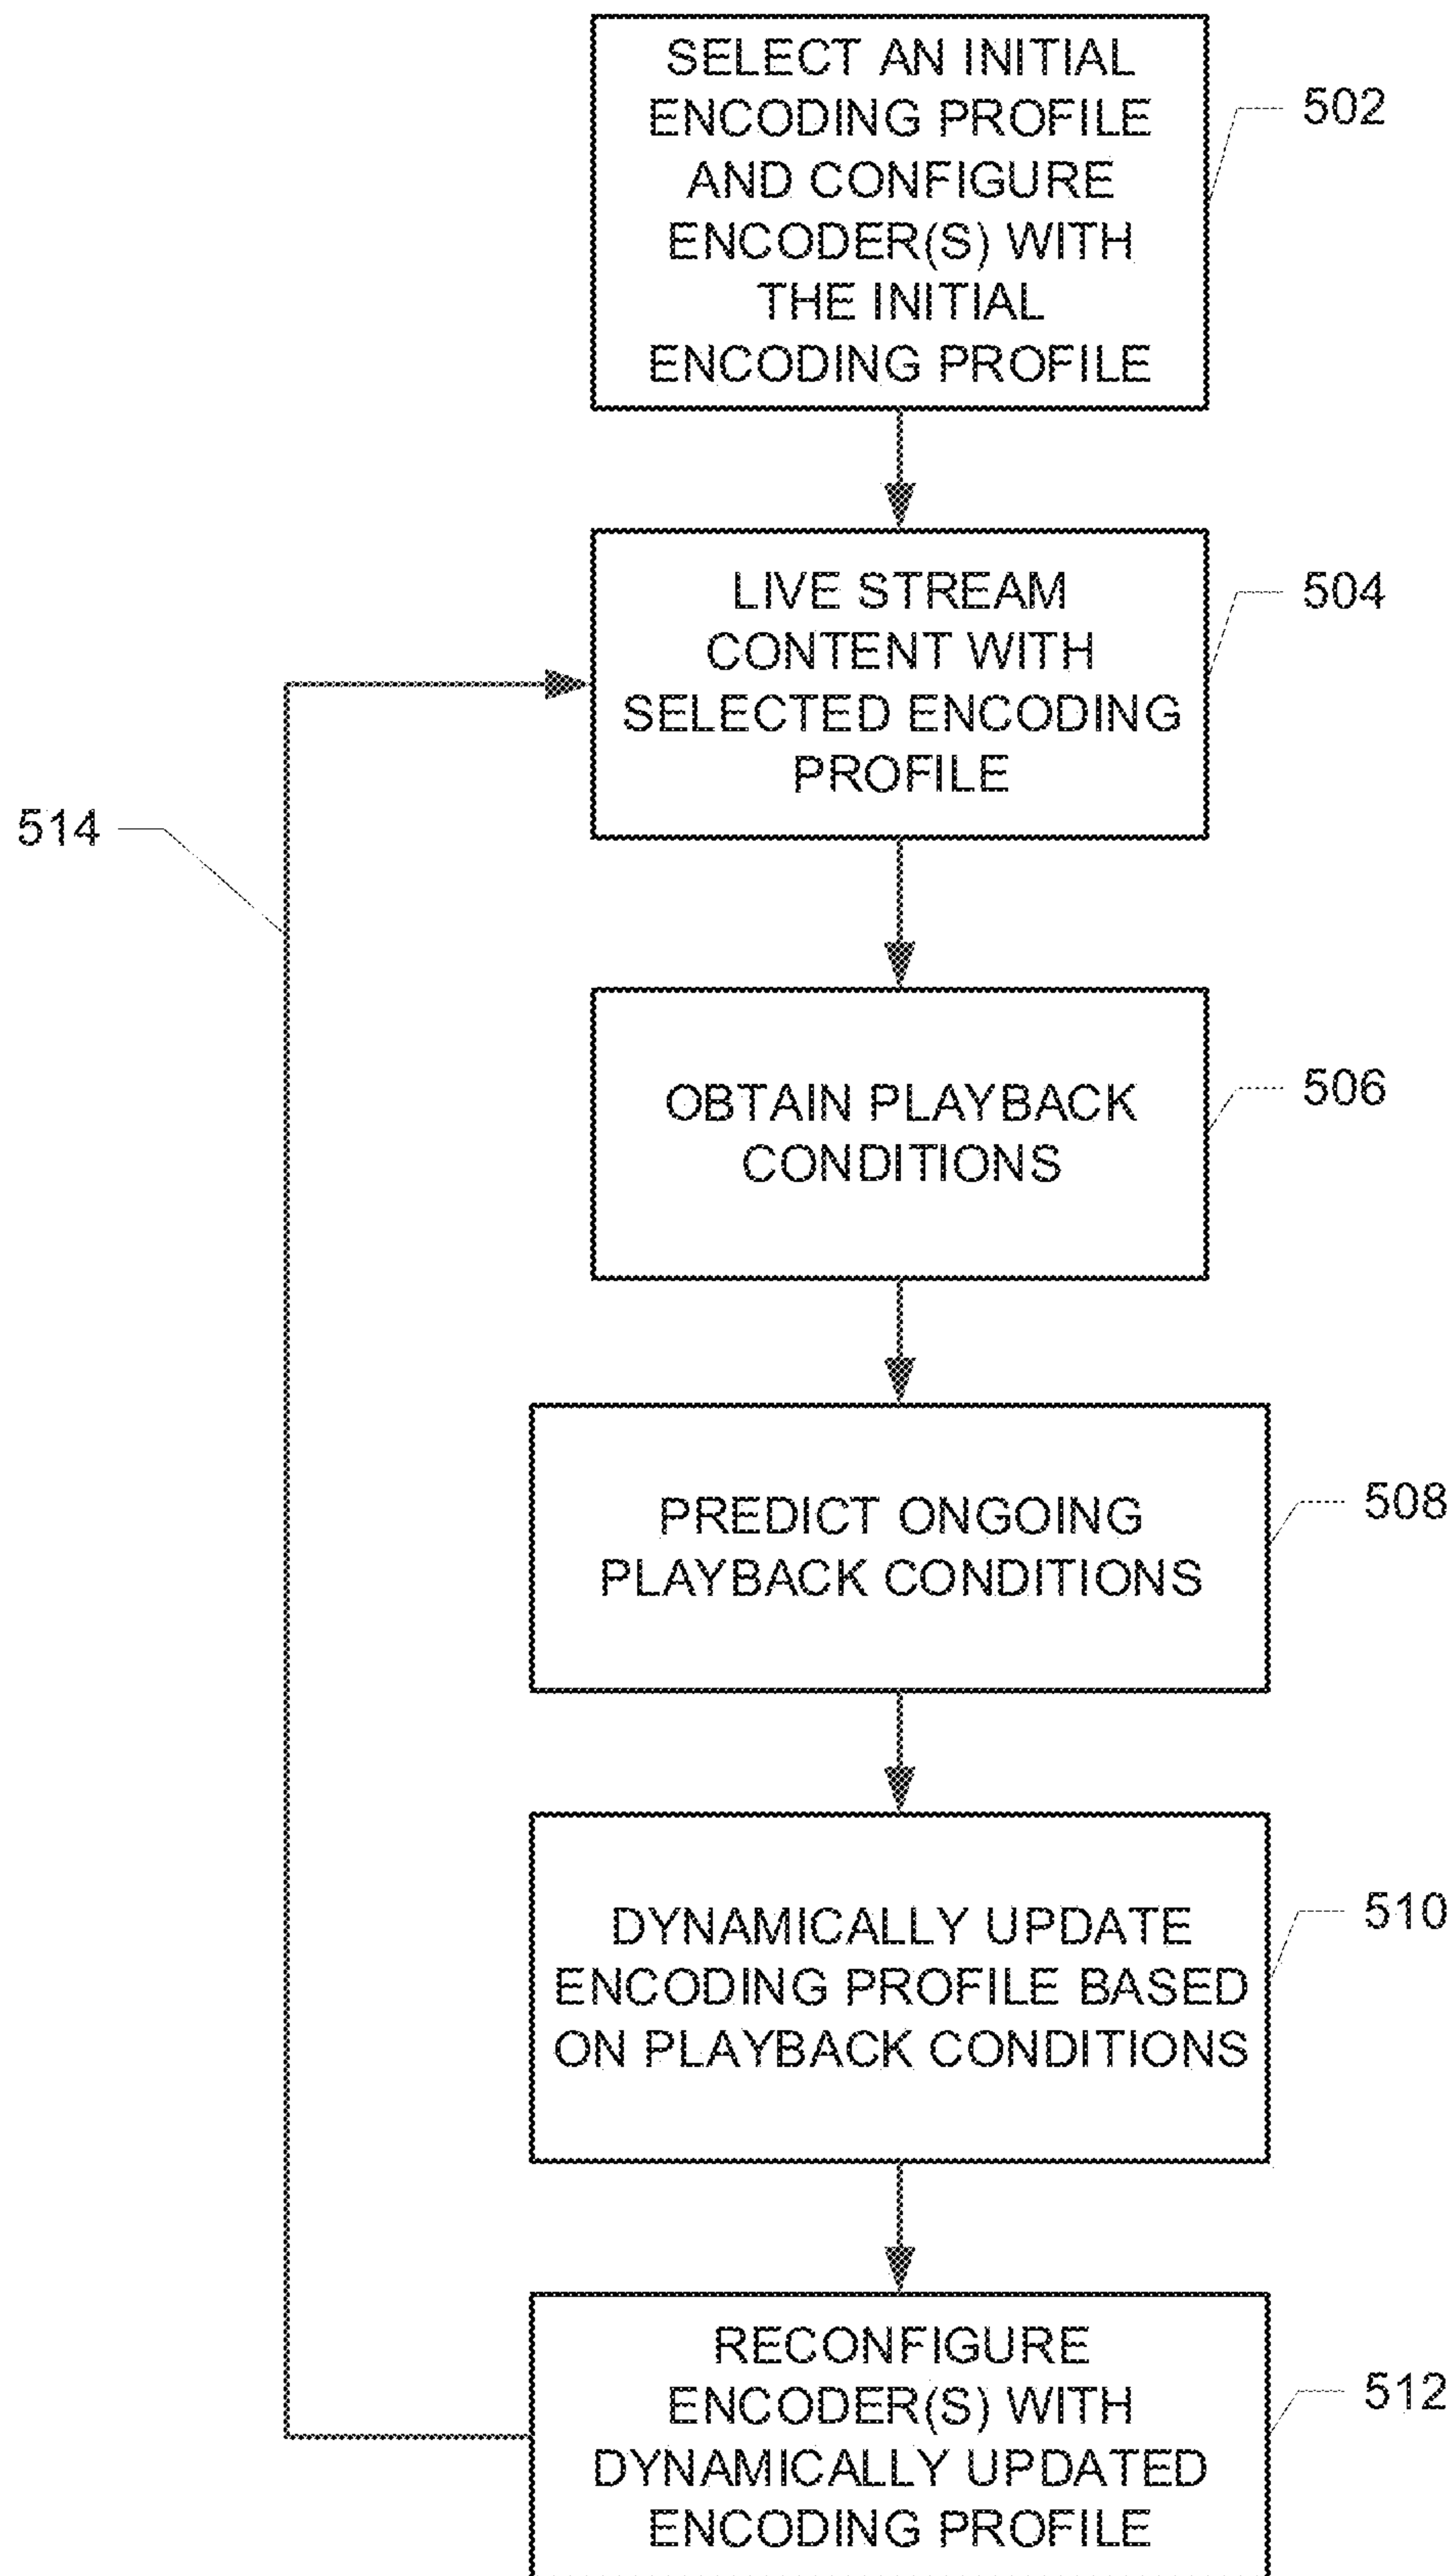 SELECT AN INITIAL
ENCODING PROFILE
AND CONFIGURE
ENCODER(S) WITH
THE INITIAL
ENCODING PROFILE
502
LIVE STREAM
CONTENT WITH
SELECTED ENCODING
PROFILE
504
514
OBTAIN PLAYBACK
CONDITIONS
506
PREDICT ONGOING
PLAYBACK CONDITIONS
508
DYNAMICALLY UPDATE
ENCODING PROFILE BASED
ON PLAYBACK CONDITIONS
510
RECONFIGURE
ENCODER(S) WITH
DYNAMICALLY UPDATED
ENCODING PROFILE
512